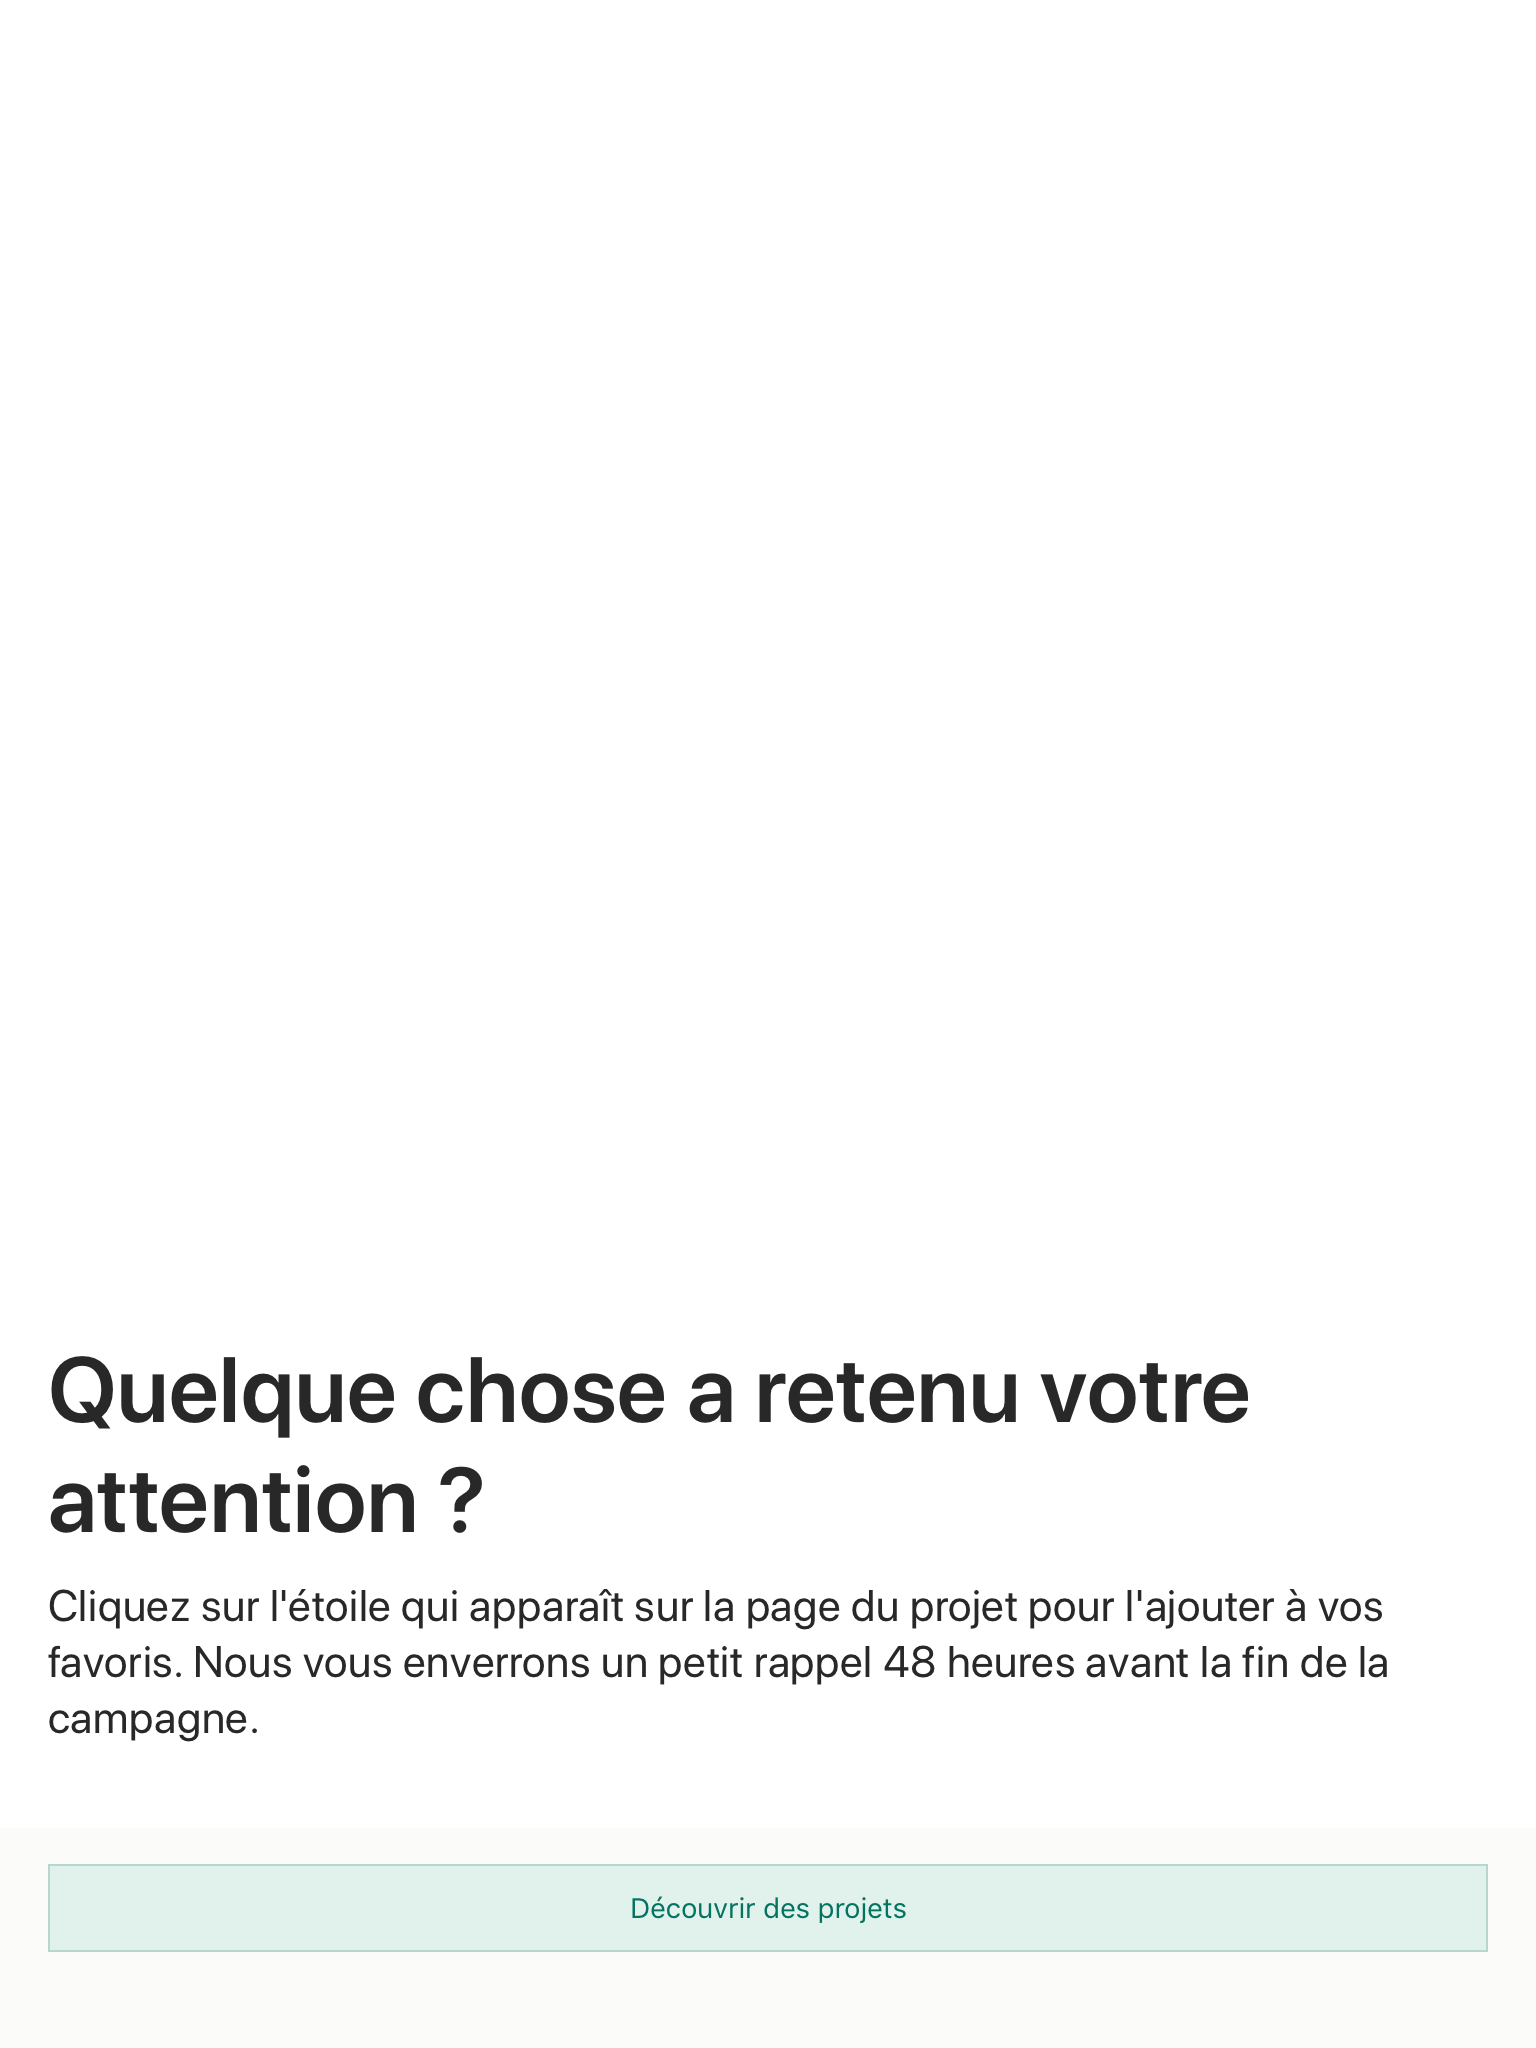 Quelque chose a retenu votre
attention ?
Cliquez sur l'étoile qui apparaît sur la page du projet pour l'ajouter à vos
favoris. Nous vous enverrons un petit rappel 48 heures avant la fin de la
campagne.
Découvrir des projets